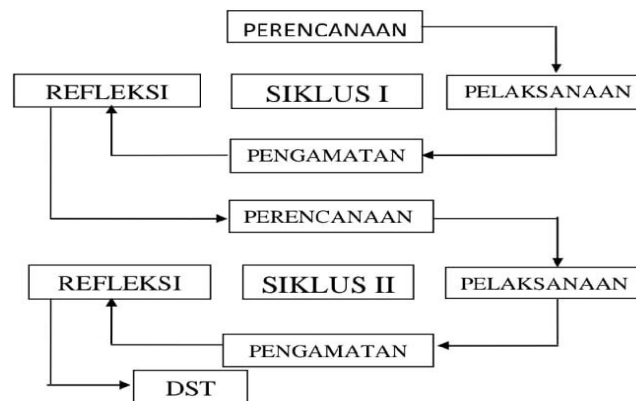 PERENCANAAN
REFLEKSI
SIKLUS I
PELAKSANAAN
PENGAMATAN
PERENCANAAN
REFLEKSI
SIKLUS II
PELAKSANAAN
PENGAMATAN
DST